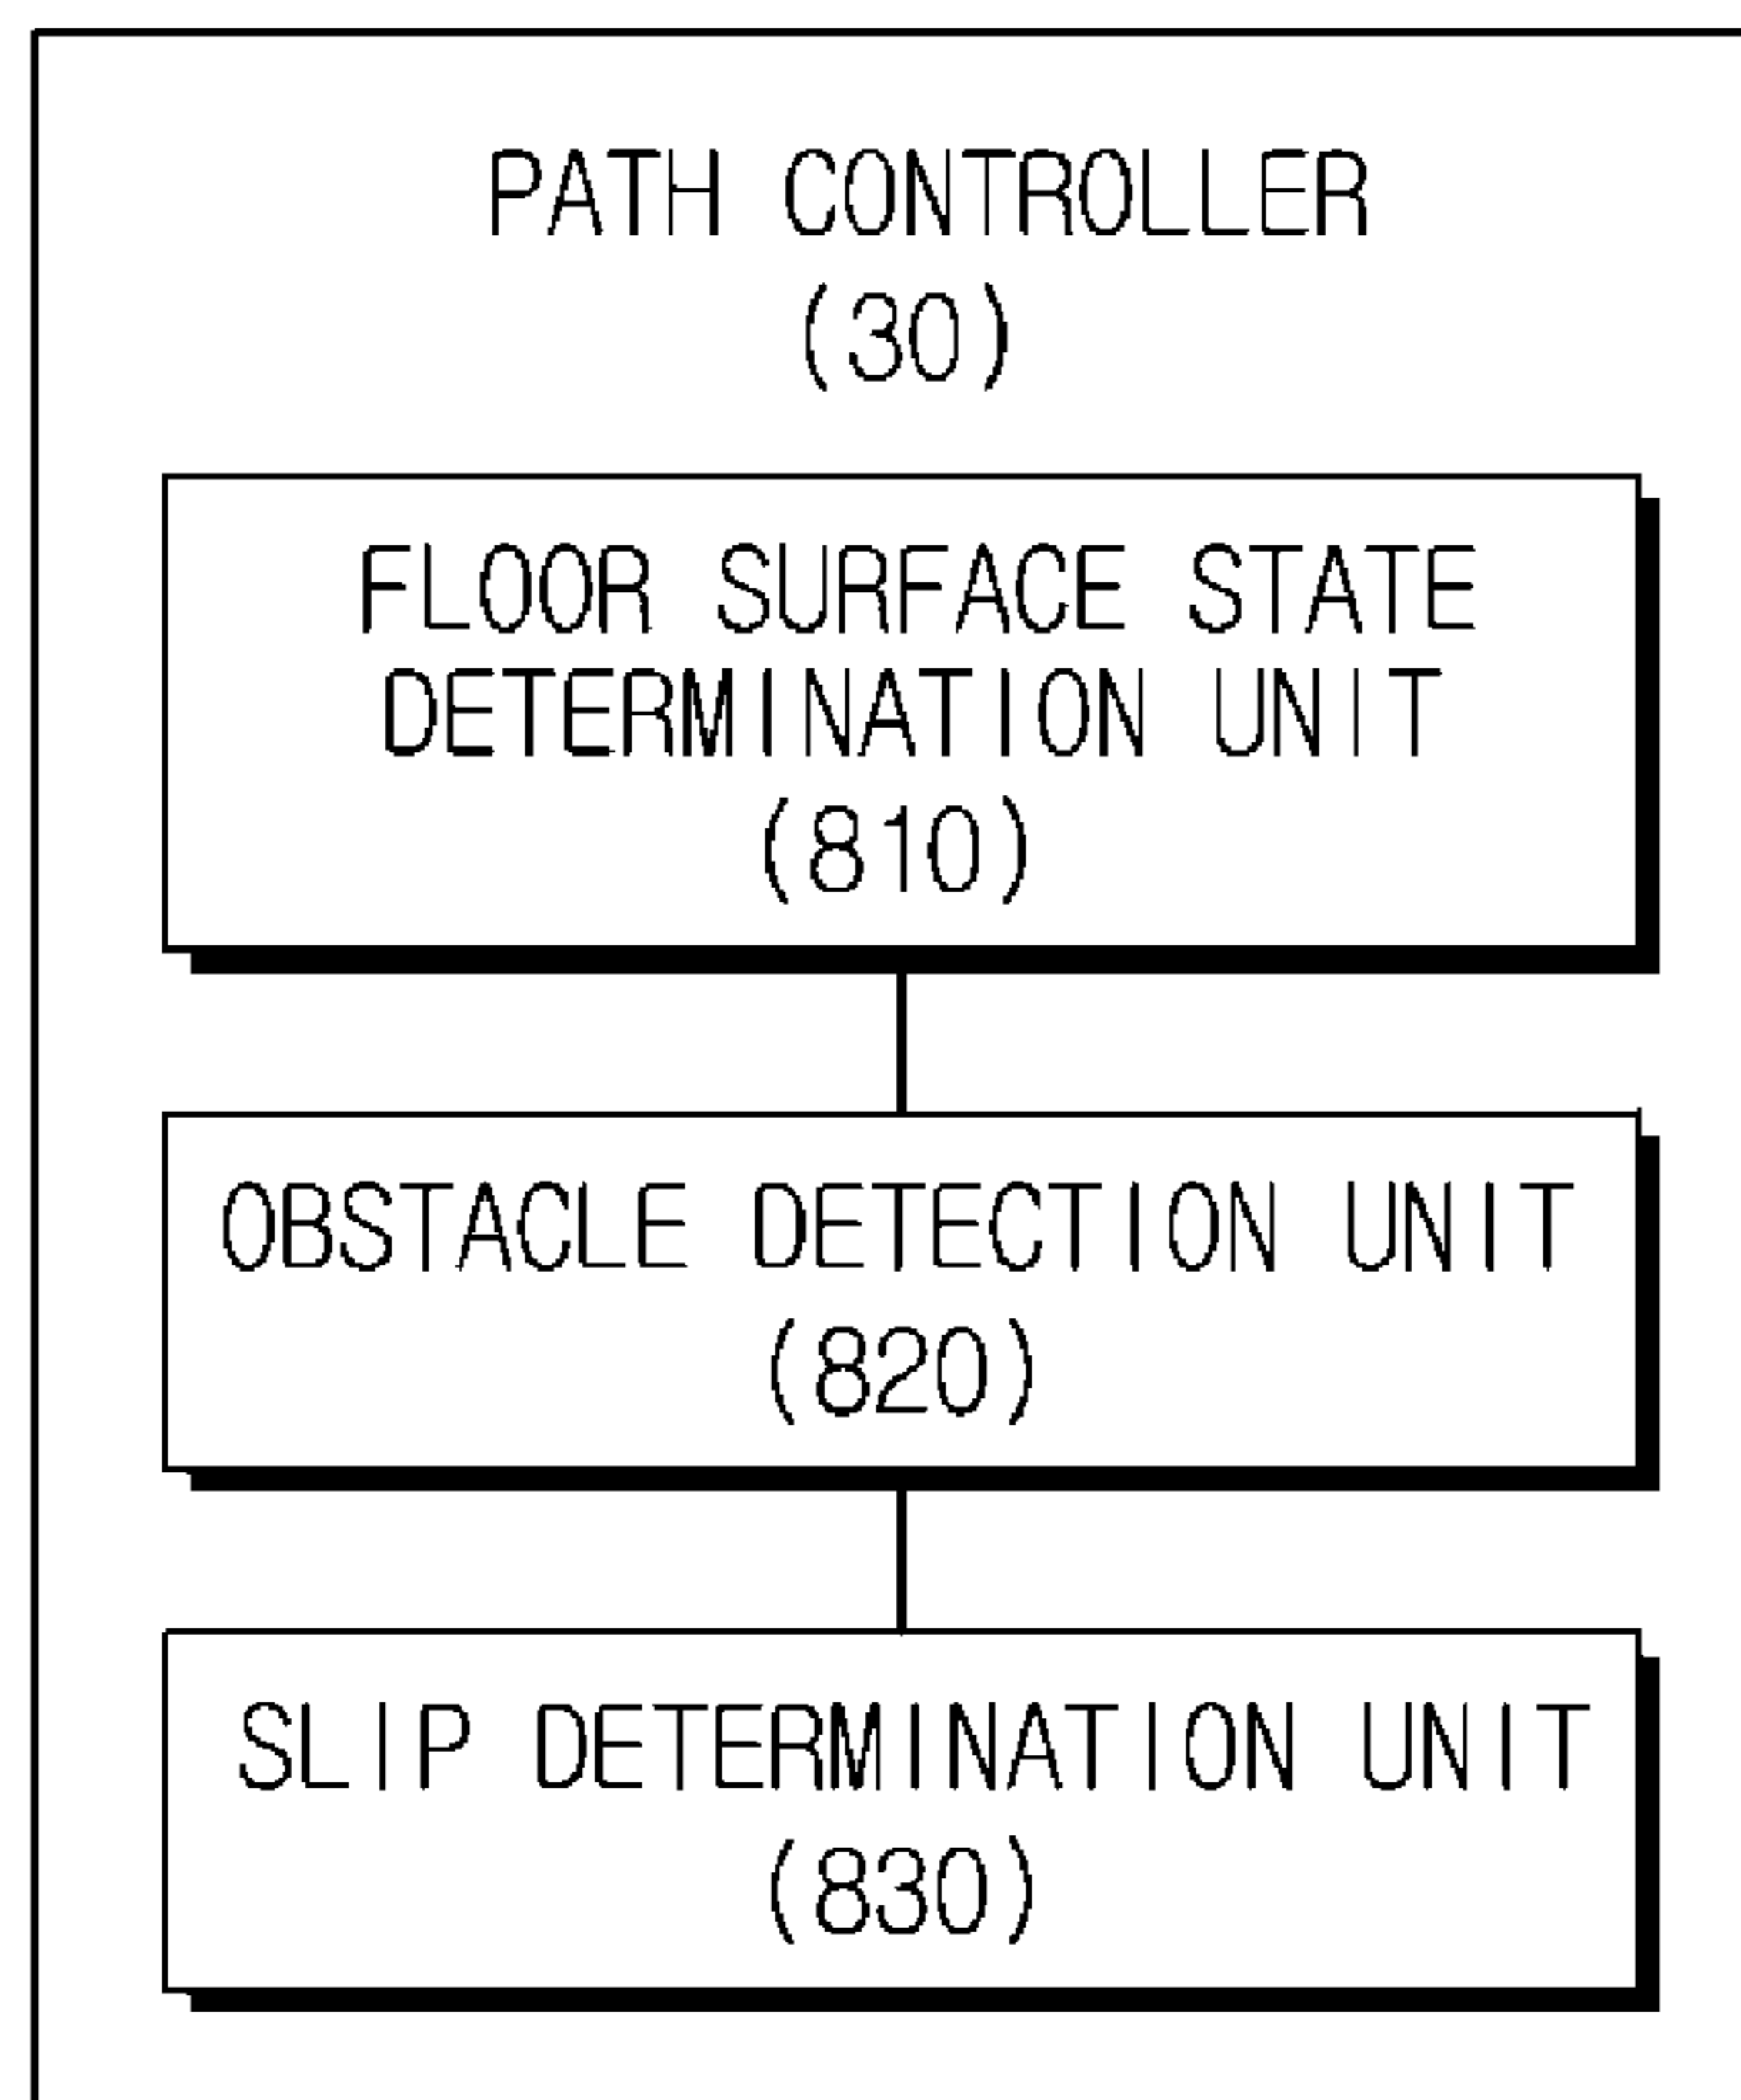 PATH CONTROLLER
(30)
FLOOR SURFACE STATE
DETERMINATION UNIT
(810)
OBSTACLE DETECTION UNIT
(820)
SLIP DETERMINATION UNIT
(830)